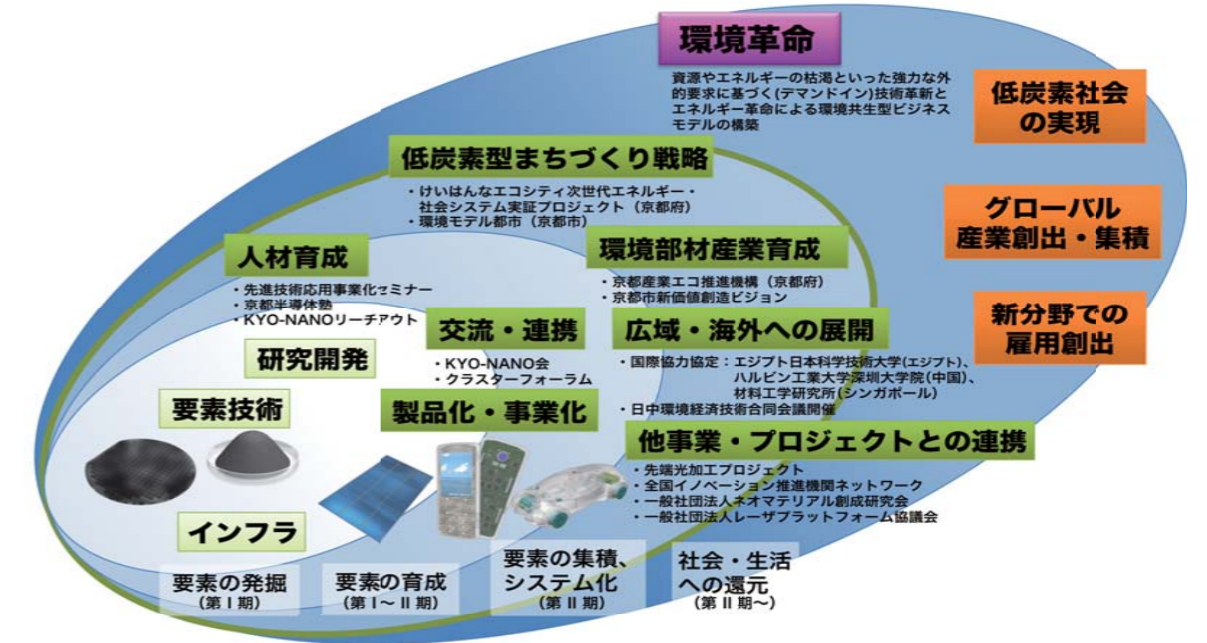 環境革命
資源やエネルギーの枯渇といった強力な外
的要求に基づく(デマンドイン)技術革新と
エネルギー革命による環境共生型ビジネス
モデルの構築
低炭素社会
の実現
グローバル
産業創出・集積
新分野での
雇用創出
低炭素型まちづくり戦略
・けいはんなエコシティ次世代エネルギー・
社会システム実証プロジェクト（京都府）
・環境モデル都市（京都市）
人材育成
・先進技術応用事業化セミナー
・京都半導体塾
・KYO-NANOリーチアウト
環境部材産業育成
・京都産業エコ推進機構（京都府）
・京都市新価値創造ビジョン
交流・連携
・KYO-NANO会
・クラスターフォーラム
広域・海外への展開
・国際協力協定：エジプト日本科学技術大学(エジプト)、
ハルビン工業大学深圳大学院(中国)、
材料工学研究所(シンガポール)
・日中環境経済技術合同会議開催
研究開発
要素技術
製品化・事業化
他事業・プロジェクトとの連携
・先端光加工プロジェクト
・全国イノベーション推進機関ネットワーク
・一般社団法人ネオマテリアル創成研究会
・一般社団法人レーザプラットフォーム協議会
インフラ
要素の発掘
（第Ⅰ期）
要素の育成
（第Ⅰ～Ⅱ期）
要素の集積、
システム化
（第Ⅱ期）
社会・生活
への還元
（第Ⅱ期～）